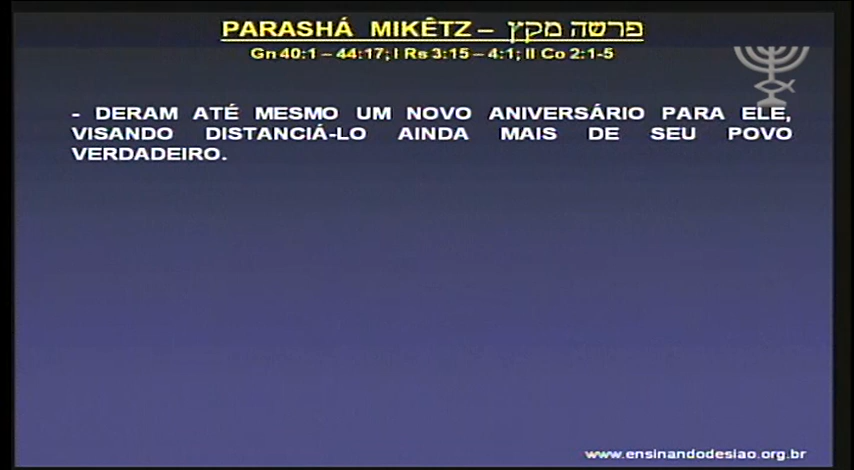 PARASHÁ MIKÊTZ – פרשה מקץ
Gn 40:1 – 44:17; I Rs 3:15 – 4:1; II Co 2:1-5
- DERAM ATÉ MESMO UM NOVO ANIVERSÁRIO PARA ELE,
VISANDO DISTANCIÁ-LO AINDA MAIS DE SEU POVO
VERDADEIRO.
www.ensinandodesiao.org.br